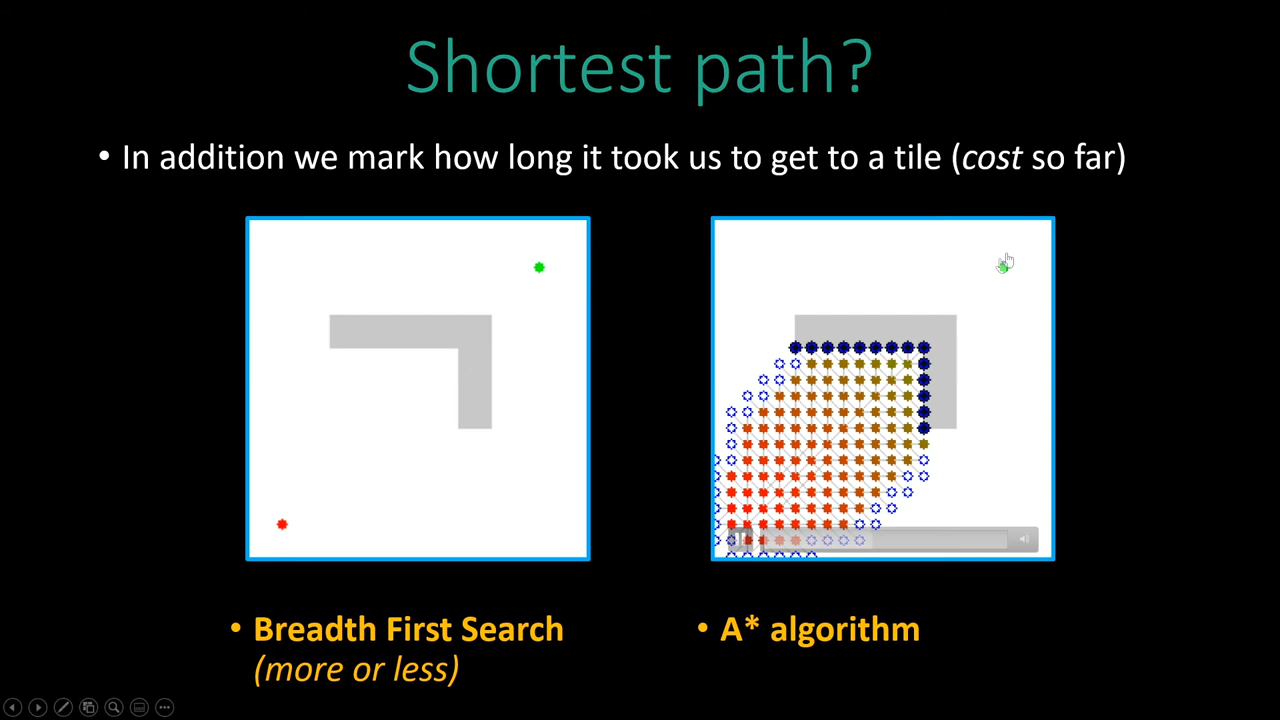 Shortest path?
• In addition we mark how long it took us to get to a tile (cost so far)
• Breadth First Search
(more or less)
• A* algorithm